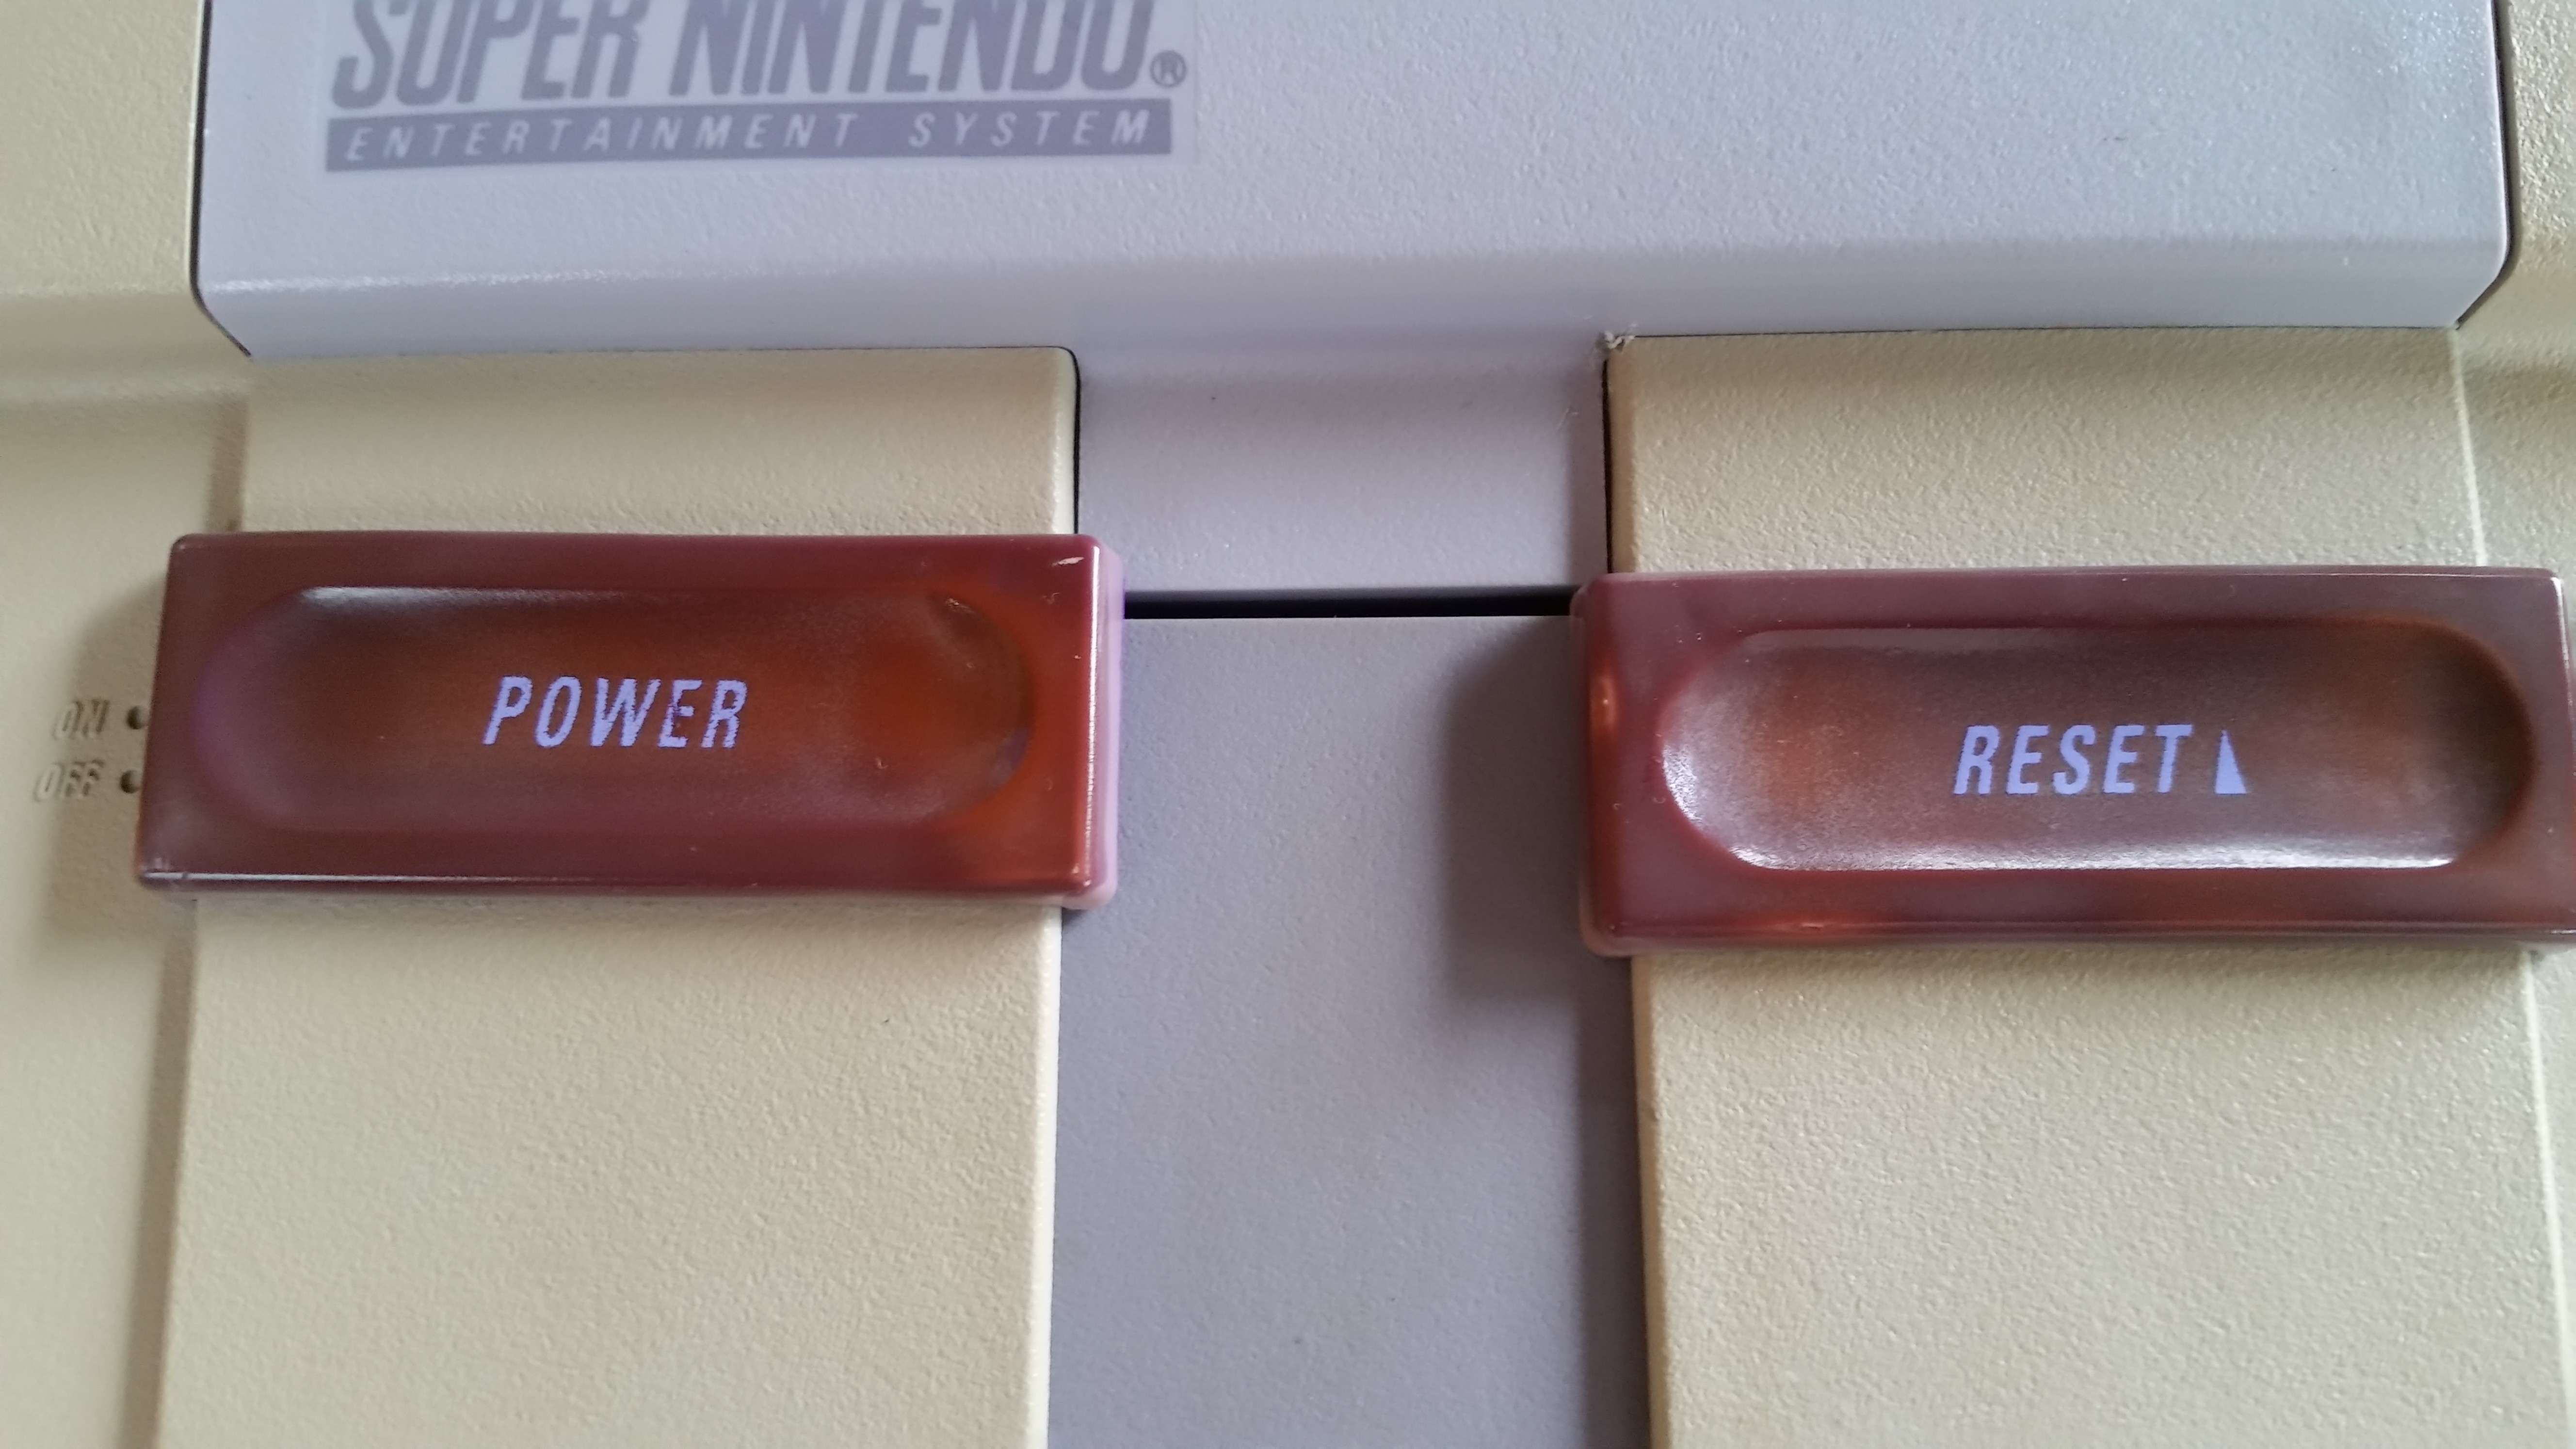 SUPER NINTENDO®
ENTERTAINMENT SYSTEM
POWER
ON
OFF
RESET